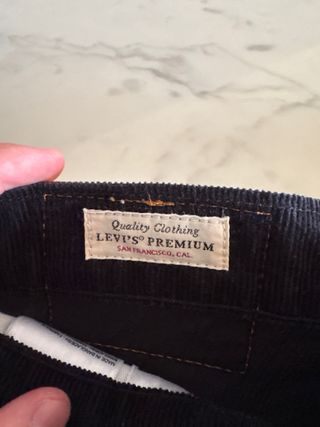 Quality Clothing
LEVI'S® PREMIUM
SAN FRANCISCO, CAL.